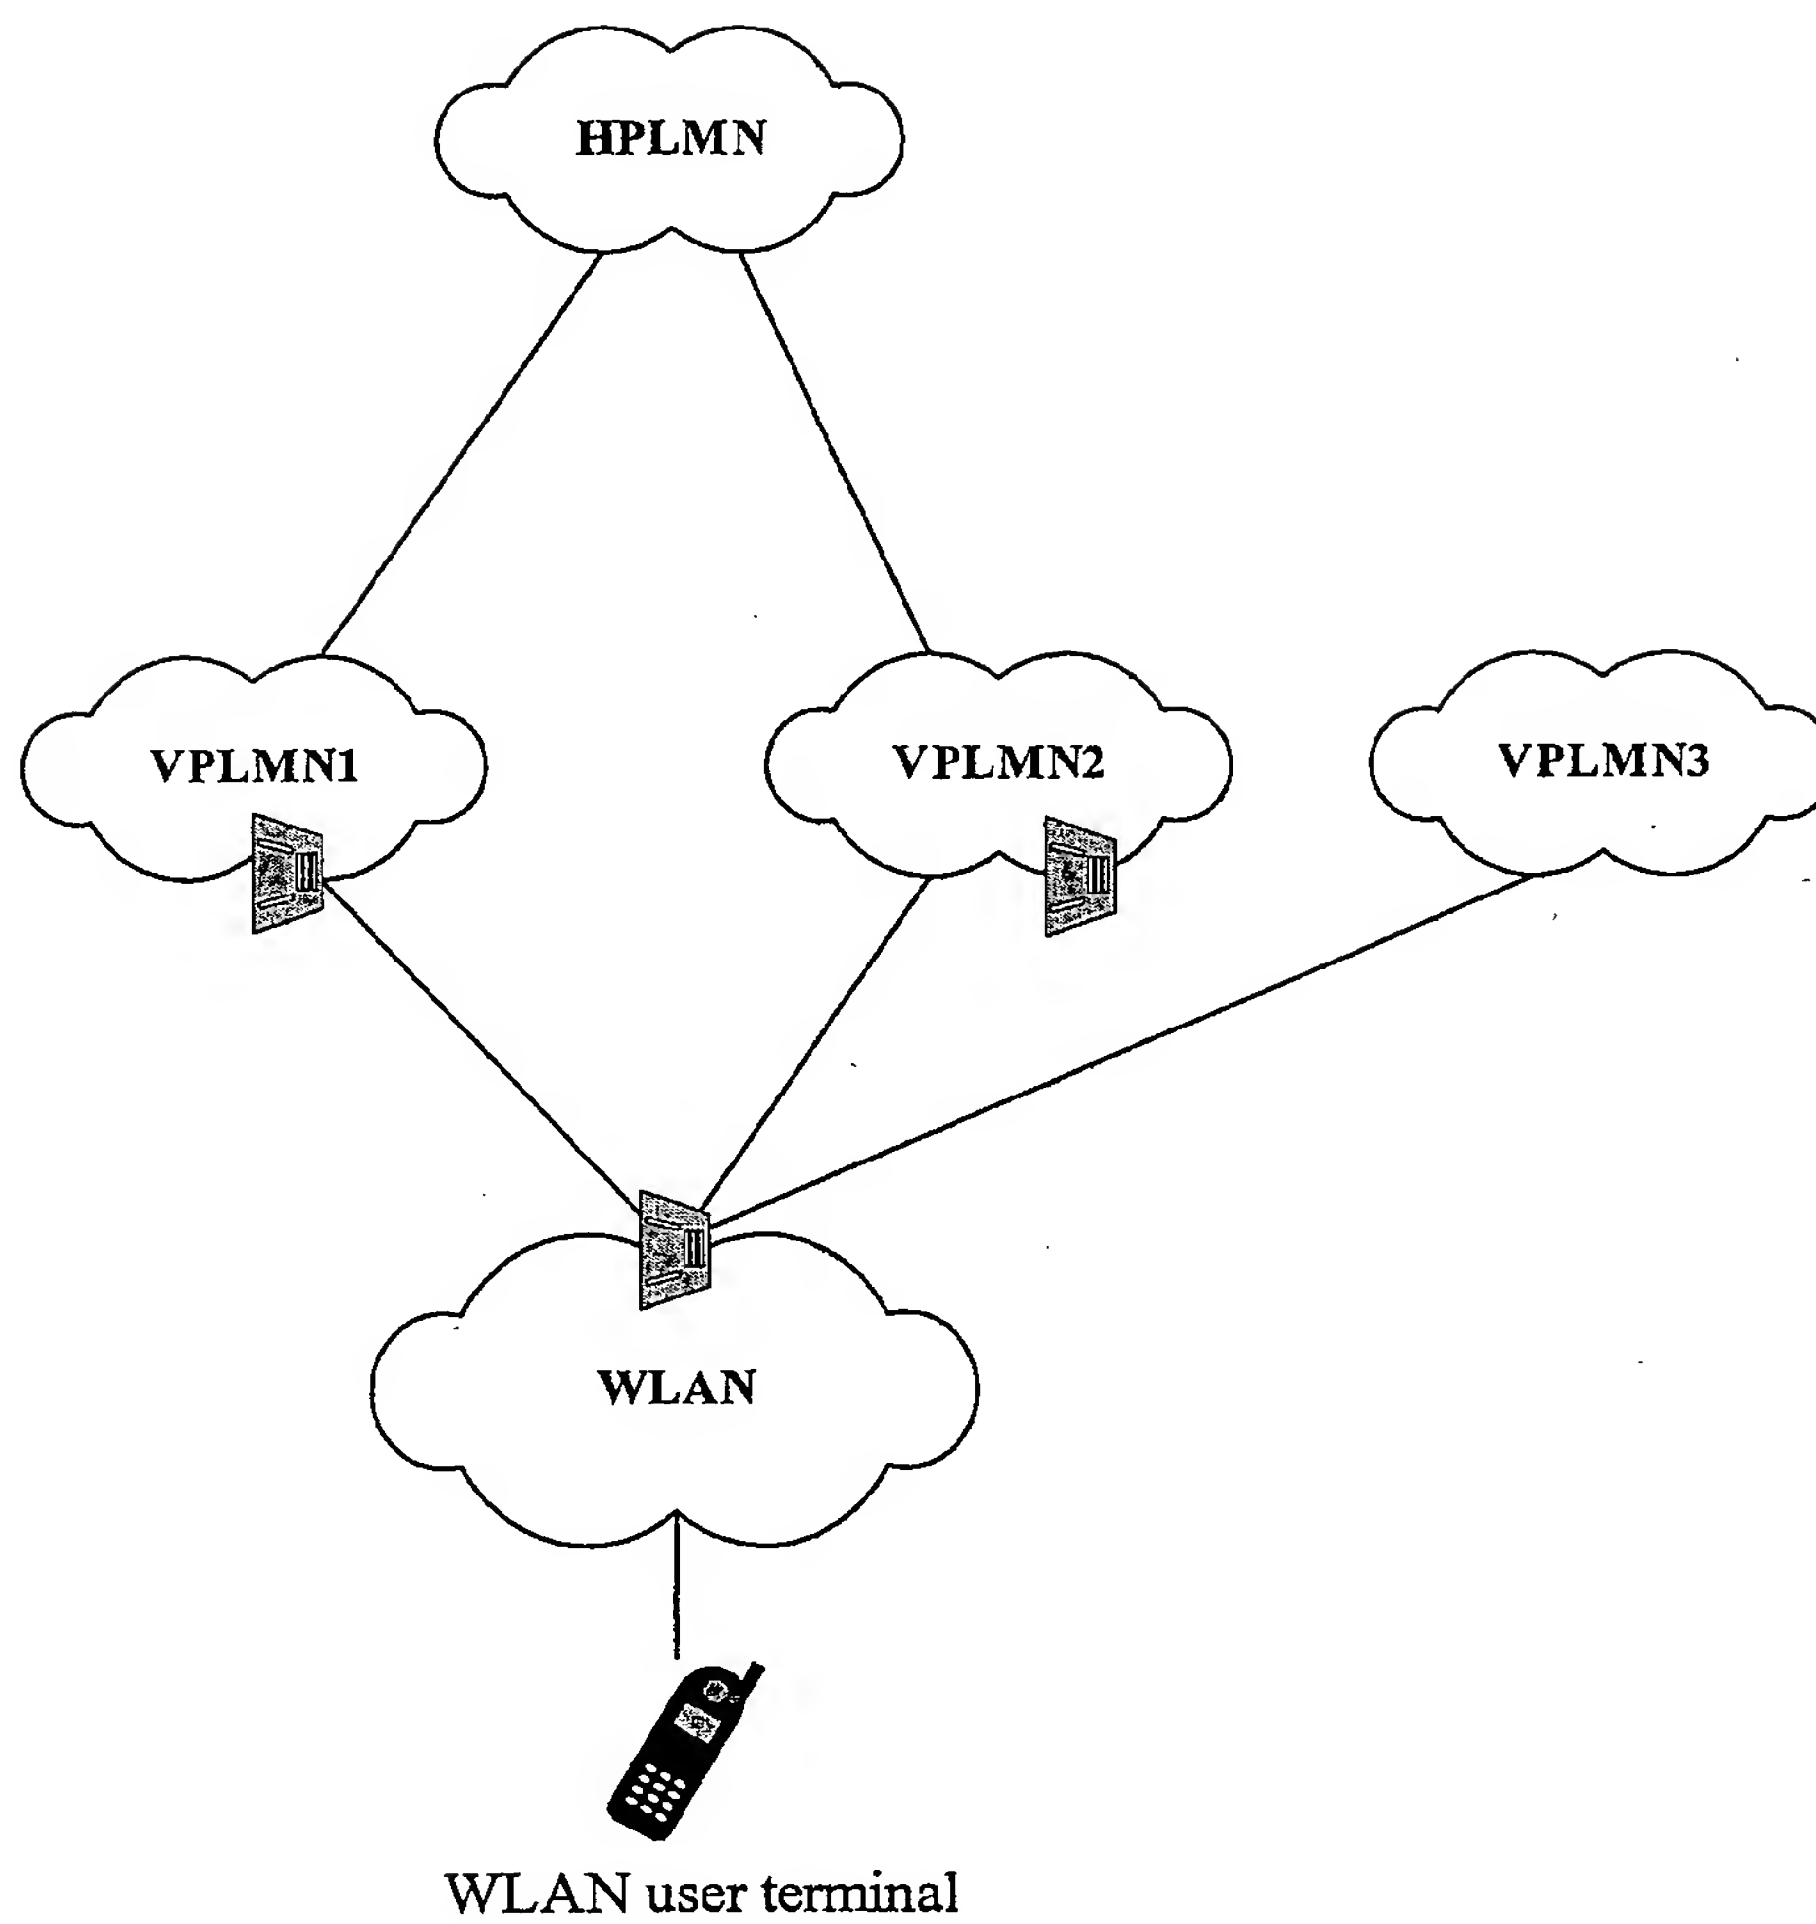 HPLMN
VPLMN1
VPLMN2
VPLMN3
WLAN
WLAN user terminal